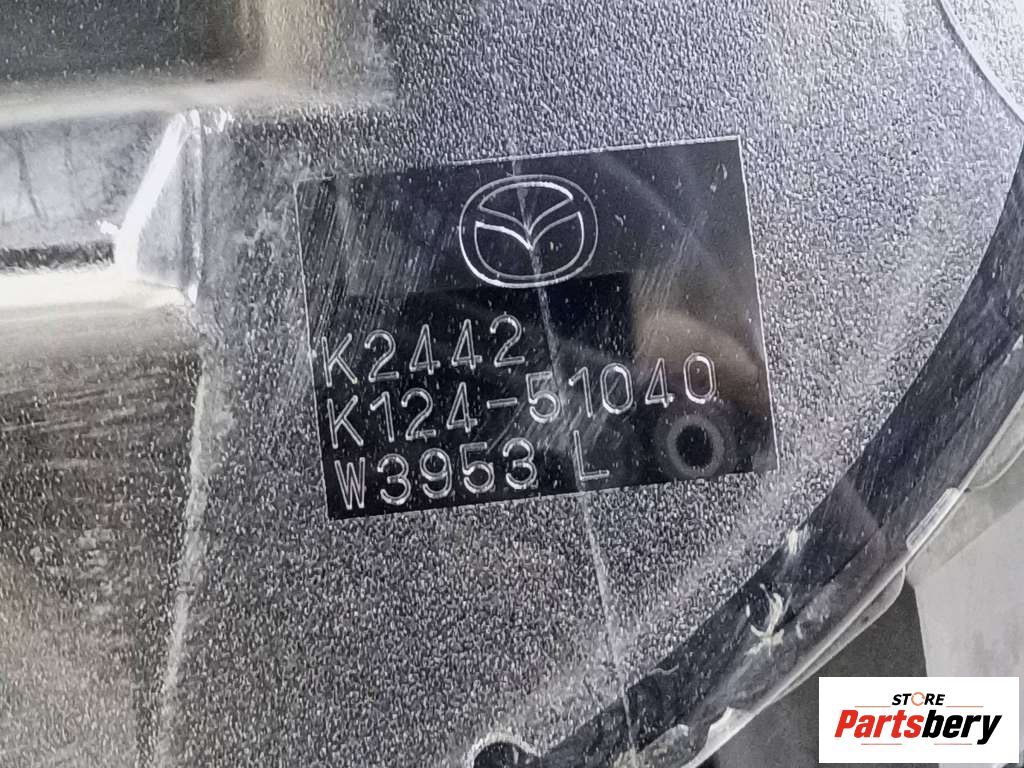 K2442
K124-51040
W3953 L
STORE
Partsbery